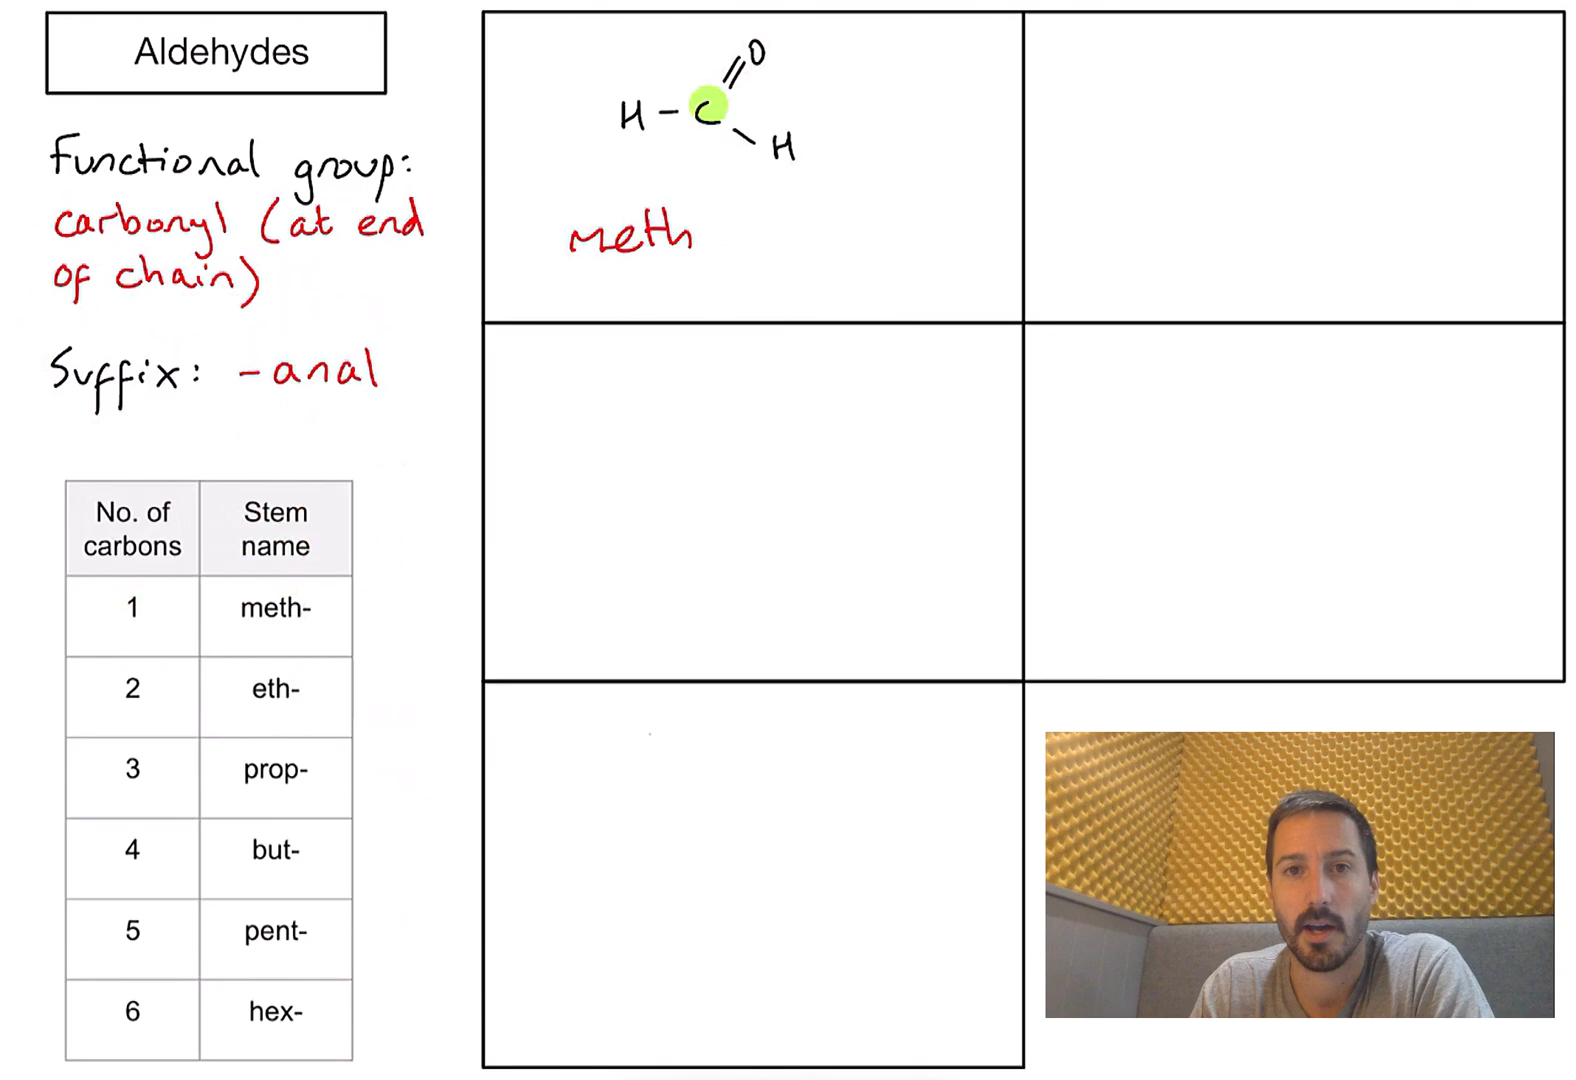 Aldehydes
Functional group:
carbonyl (at end
of chain)
Suffix: -anal
No. of carbons Stem name
1 meth-
2 eth-
3 prop-
4 but-
5 pent-
6 hex-
O
H - C
H
meth